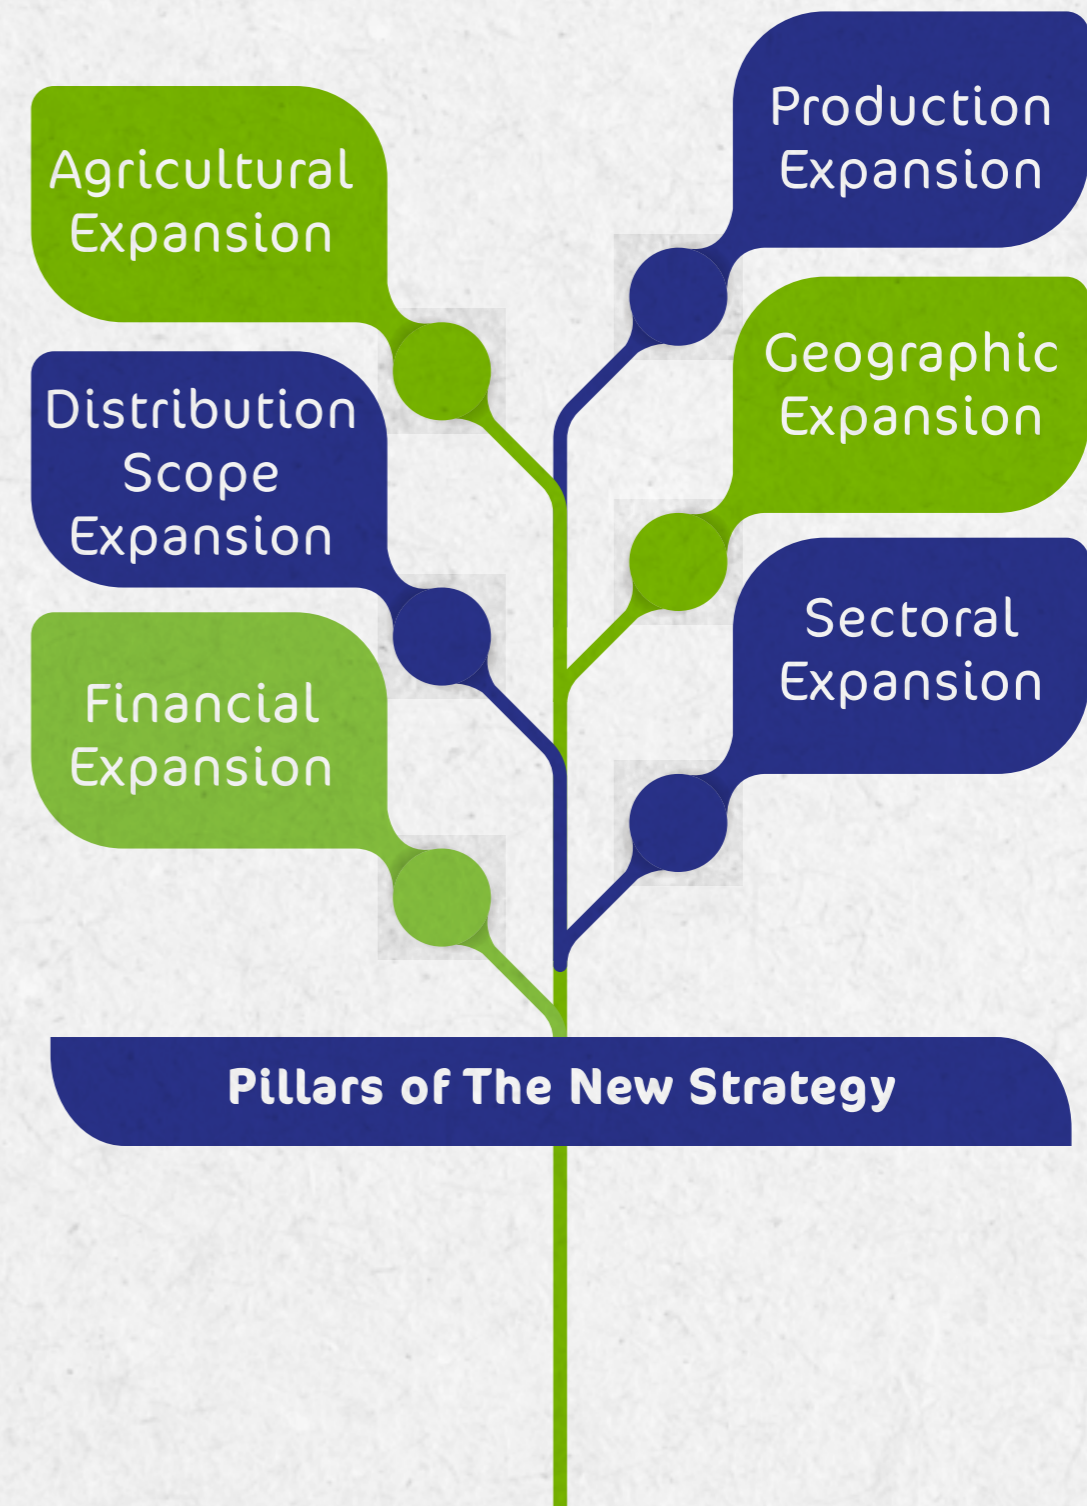 Production
Expansion
Agricultural
Expansion
Geographic
Expansion
Distribution
Scope
Expansion
Sectoral
Expansion
Financial
Expansion
Pillars of The New Strategy